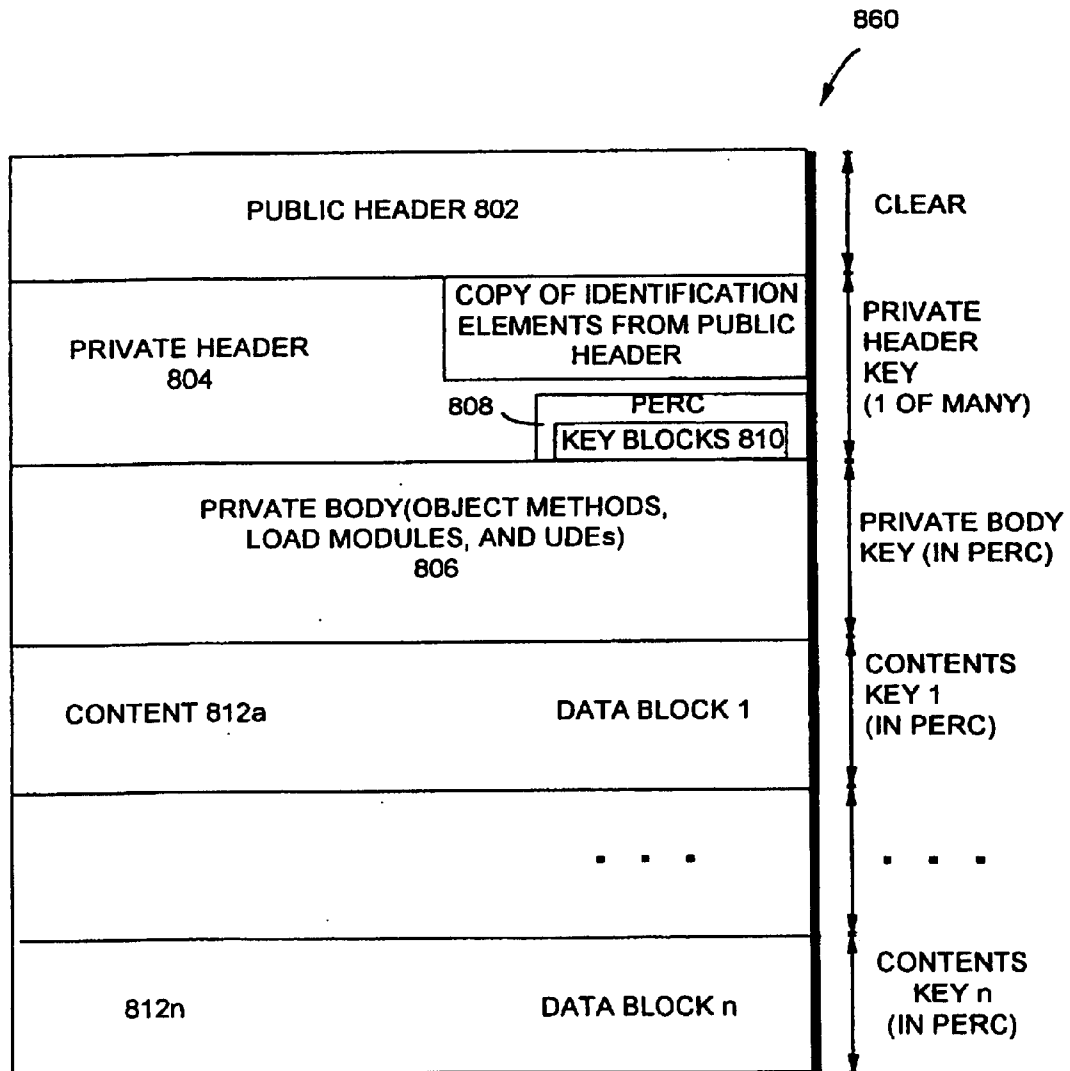 860
PUBLIC HEADER 802
CLEAR
PRIVATE HEADER
804
COPY OF IDENTIFICATION
ELEMENTS FROM PUBLIC
HEADER
808
PERC
KEY BLOCKS 810
PRIVATE
HEADER
KEY
(1 OF MANY)
PRIVATE BODY(OBJECT METHODS,
LOAD MODULES, AND UDEs)
806
PRIVATE BODY
KEY (IN PERC)
CONTENT 812a
DATA BLOCK 1
CONTENTS
KEY 1
(IN PERC)
. . .
. . .
812n
DATA BLOCK n
CONTENTS
KEY n
(IN PERC)